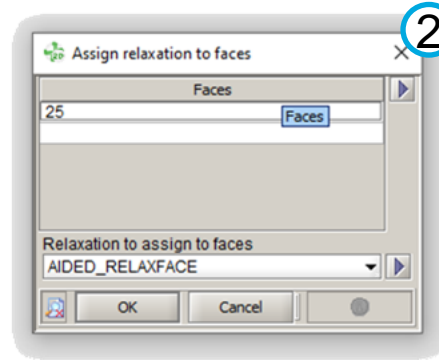 2
Assign relaxation to faces
Faces
25
Faces
Relaxation to assign to faces
AIDED_RELAXFACE
OK Cancel